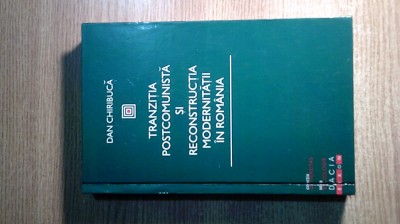 DAN CHIRIBUCĂ
TRANZIȚIA
POSTCOMUNISTĂ
ȘI
RECONSTRUCȚIA
MODERNITĂȚII
ÎN ROMÂNIA
DACIA